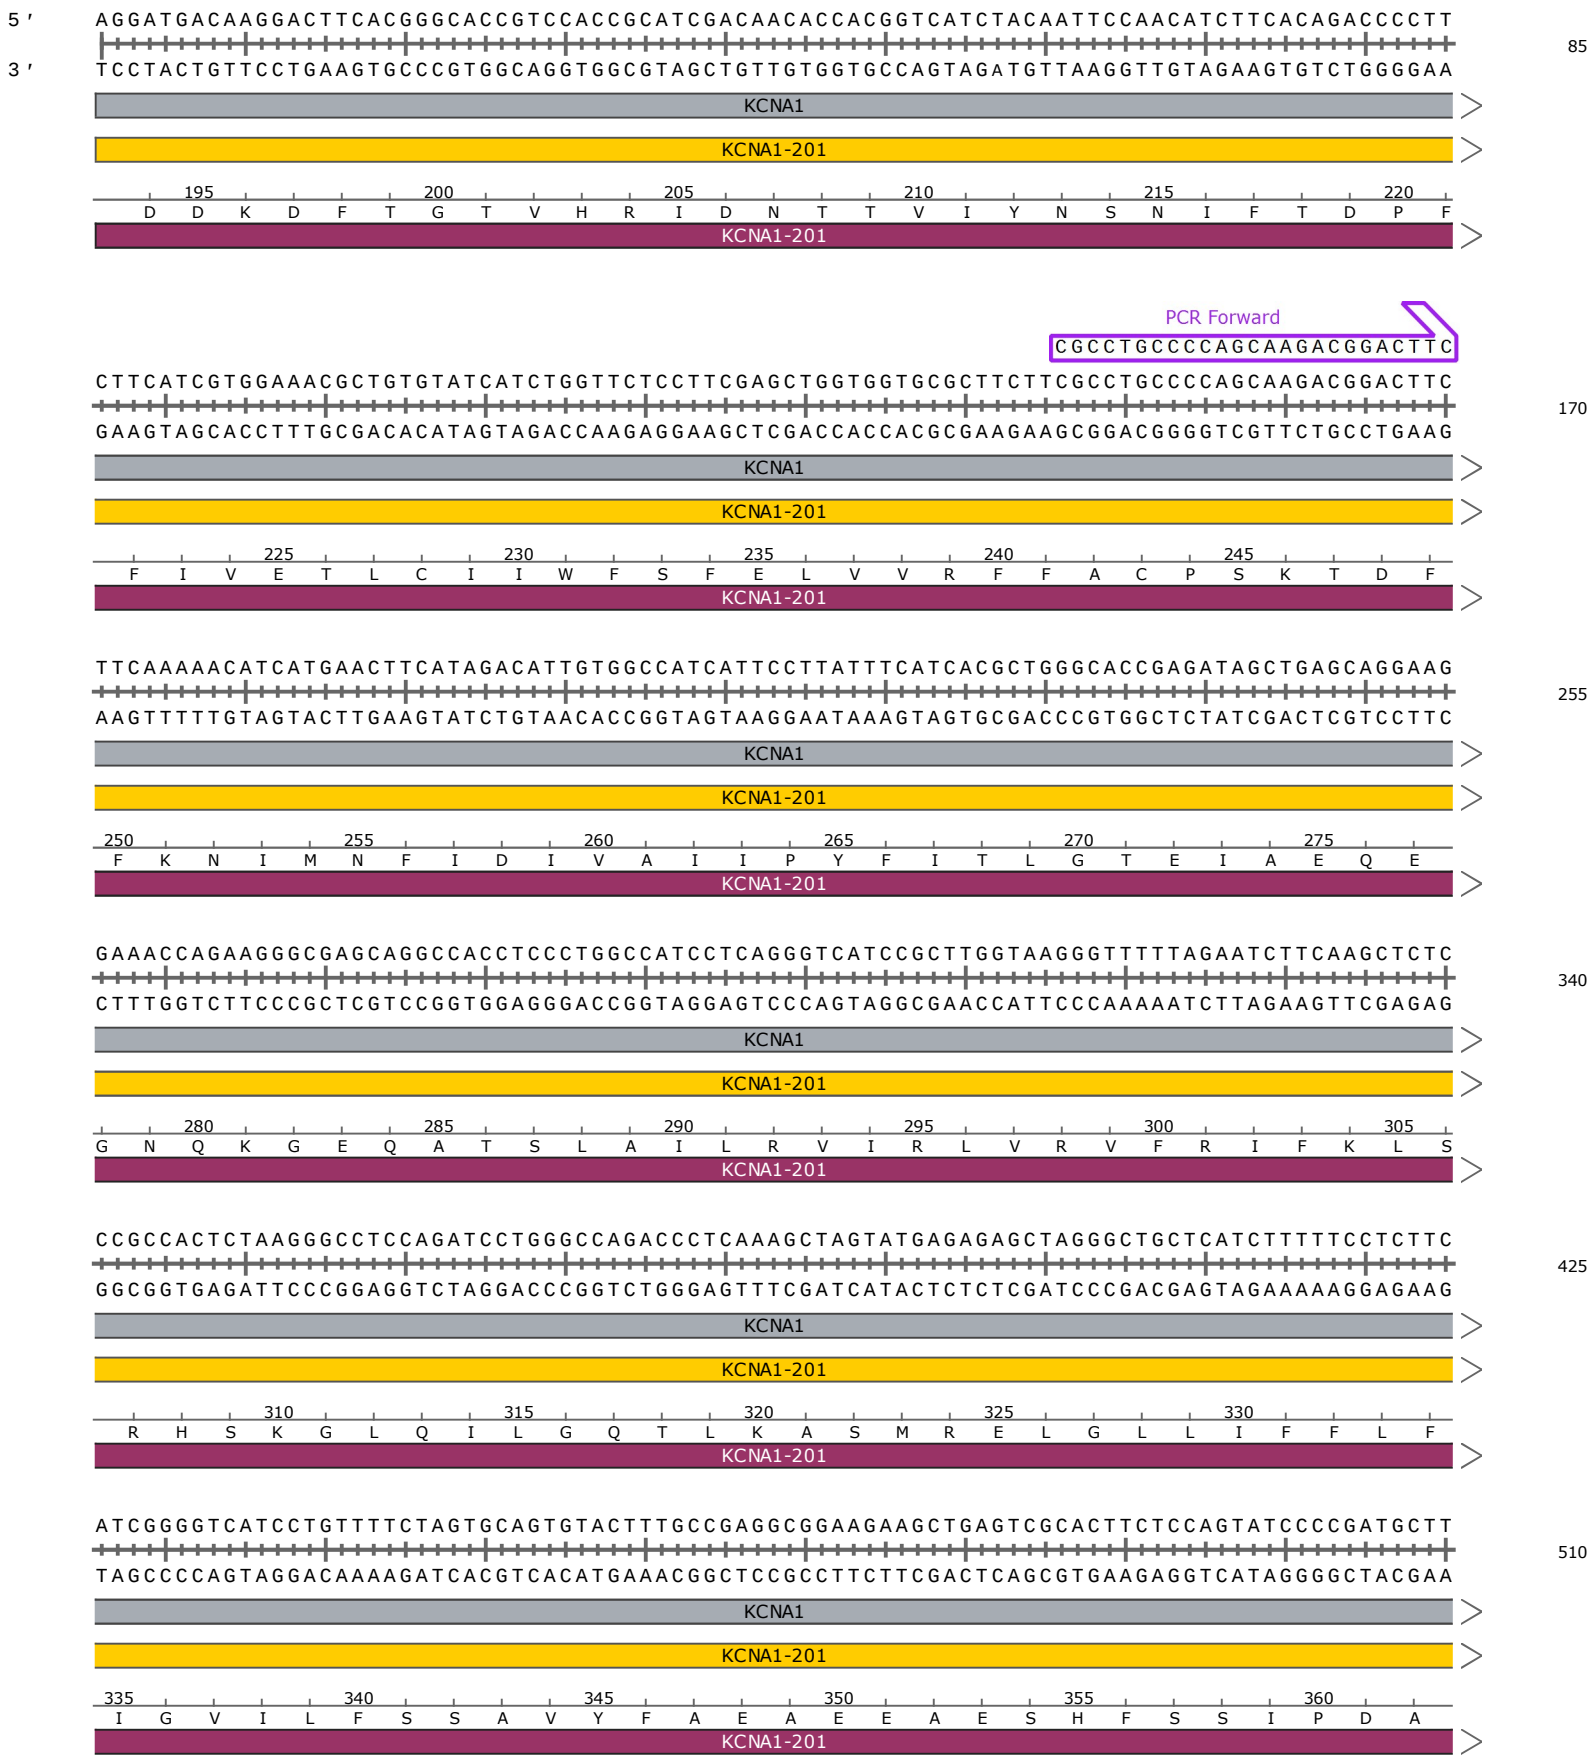 5 ′ AGGATGACAAGGACTTCACGGGCACCGTCCACCGCATCGACAACACCACGGTCATCTACAATTCCAACATCTTCACAGACCCCTT
85
3 ′ TCCTACTGTTCCTGAAGTGCCCGTGGCAGGTGGCGTAGCTGTTGTGGTGCCAGTAGATGTTAAGGTTGTAGAAGTGTCTGGGGAA
KCNA1
KCNA1-201
195 200 205 210 215 220
D D K D F T G T V H R I D N T T V I Y N S N I F T D P F
KCNA1-201
PCR Forward
CGCCTGCCCCAGCAAGACGGACTTC
CTTCATCGTGGAAACGCTGTGTATCATCTGGTTCTCCTTCGAGCTGGTGGTGCGCTTCTTCGCCTGCCCCAGCAAGACGGACTTC
170
GAAGTAGCACCTTTGCGACACATAGTAGACCAAGAGGAAGCTCGACCACCACGCGAAGAAGCGGACGGGGTCGTTCTGCCTGAAG
KCNA1
KCNA1-201
225 230 235 240 245
F I V E T L C I I W F S F E L V V R F F A C P S K T D F
KCNA1-201
TTCAAAAACATCATGAACTTCATAGACATTGTGGCCATCATTCCTTATTTCATCACGCTGGGCACCGAGATAGCTGAGCAGGAAG
255
AAGTTTTTGTAGTACTTGAAGTATCTGTAACACCGGTAGTAAGGAATAAAGTAGTGCGACCCGTGGCTCTATCGACTCGTCCTTC
KCNA1
KCNA1-201
250 255 260 265 270 275
F K N I M N F I D I V A I I P Y F I T L G T E I A E Q E
KCNA1-201
GAAACCAGAAGGGCGAGCAGGCCACCTCCCTGGCCATCCTCAGGGTCATCCGCTTGGTAAGGGTTTTTAGAATCTTCAAGCTCTC
340
CTTTGGTCTTCCCGCTCGTCCGGTGGAGGGACCGGTAGGAGTCCCAGTAGGCGAACCATTCCCAAAAATCTTAGAAGTTCGAGAG
KCNA1
KCNA1-201
280 285 290 295 300 305
G N Q K G E Q A T S L A I L R V I R L V R V F R I F K L S
KCNA1-201
CCGCCACTCTAAGGGCCTCCAGATCCTGGGCCAGACCCTCAAAGCTAGTATGAGAGAGCTAGGGCTGCTCATCTTTTTCCTCTTC
425
GGCGGTGAGATTCCCGGAGGTCTAGGACCCGGTCTGGGAGTTTCGATCATACTCTCTCGATCCCGACGAGTAGAAAAAGGAGAAG
KCNA1
KCNA1-201
310 315 320 325 330
R H S K G L Q I L G Q T L K A S M R E L G L L I F F L F
KCNA1-201
ATCGGGGTCATCCTGTTTTCTAGTGCAGTGTACTTTGCCGAGGCGGAAGAAGCTGAGTCGCACTTCTCCAGTATCCCCGATGCTT
510
TAGCCCCAGTAGGACAAAAGATCACGTCACATGAAACGGCTCCGCCTTCTTCGACTCAGCGTGAAGAGGTCATAGGGGCTACGAA
KCNA1
KCNA1-201
335 340 345 350 355 360
I G V I L F S S A V Y F A E A E E A E S H F S S I P D A
KCNA1-201